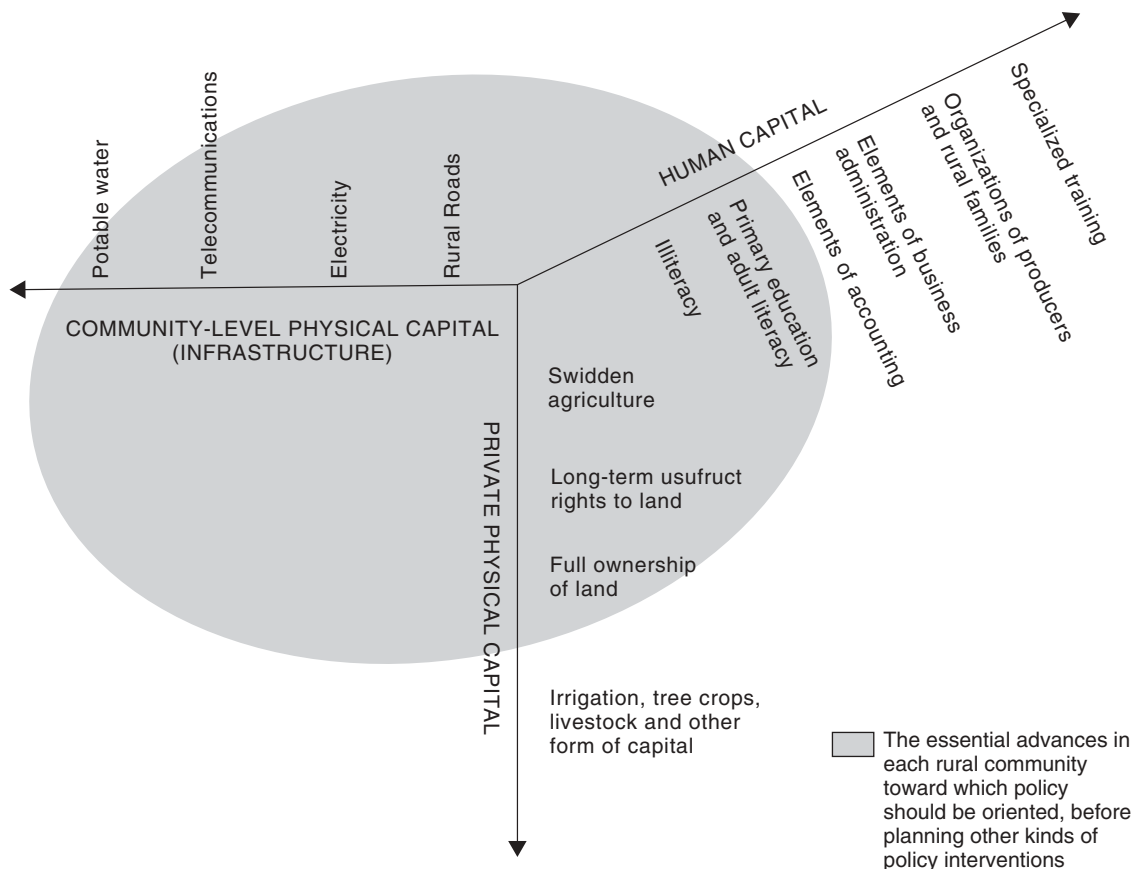 Potable water
Telecommunications
Electricity
Rural Roads
COMMUNITY-LEVEL PHYSICAL CAPITAL
(INFRASTRUCTURE)
HUMAN CAPITAL
Illiteracy
Primary education
and adult literacy
Elements of accounting
Elements of business
administration
Organizations of producers
and rural families
Specialized training
PRIVATE PHYSICAL CAPITAL
Swidden
agriculture
Long-term usufruct
rights to land
Full ownership
of land
Irrigation, tree crops,
livestock and other
form of capital
The essential advances in
each rural community
toward which policy
should be oriented, before
planning other kinds of
policy interventions